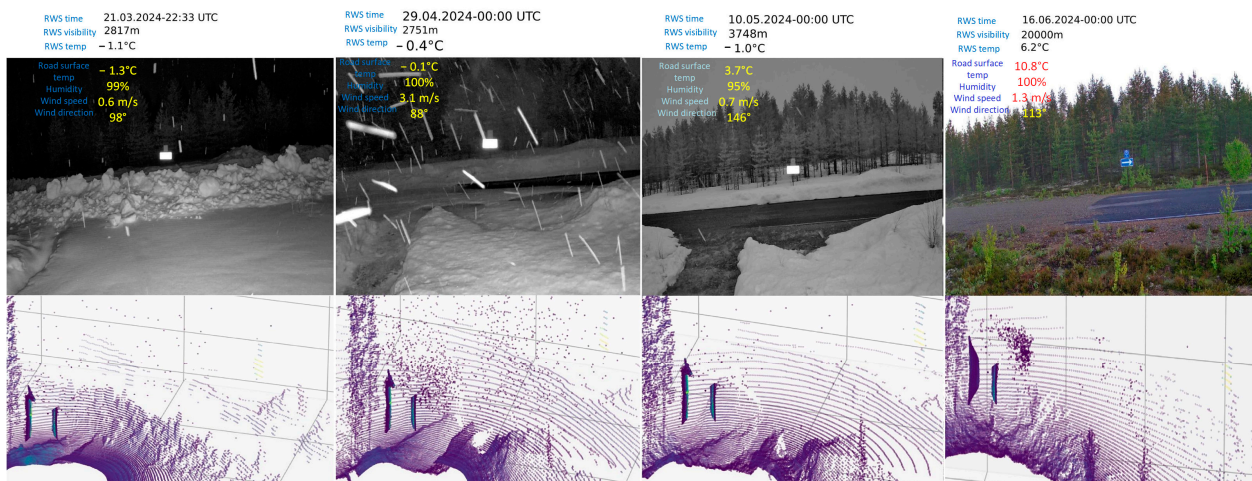 RWS time 21.03.2024-22:33 UTC
RWS visibility 2817m
RWS temp – 1.1°C
Road surface temp – 1.3°C
Humidity 99%
Wind speed 0.6 m/s
Wind direction 98°
RWS time 29.04.2024-00:00 UTC
RWS visibility 2751m
RWS temp – 0.4°C
Road surface temp – 0.1°C
Humidity 100%
Wind speed 3.1 m/s
Wind direction 88°
RWS time 10.05.2024-00:00 UTC
RWS visibility 3748m
RWS temp – 1.0°C
Road surface temp 3.7°C
Humidity 95%
Wind speed 0.7 m/s
Wind direction 146°
RWS time 16.06.2024-00:00 UTC
RWS visibility 20000m
RWS temp 6.2°C
Road surface temp 10.8°C
Humidity 100%
Wind speed 1.3 m/s
Wind direction 113°